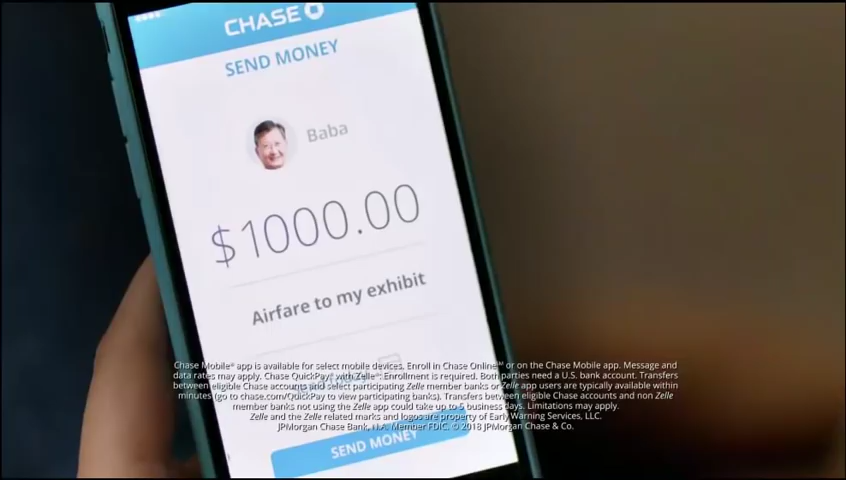 CHASE
SEND MONEY
Baba
$1000.00
Airfare to my exhibit
Chase Mobile® app is available for select mobile devices. Enroll in Chase Online℠ or on the Chase Mobile app. Message and
data rates may apply. Chase QuickPay® with Zelle®: Enrollment is required. Both parties need a U.S. bank account. Transfers
between eligible Chase accounts and select participating Zelle member banks or Zelle app users are typically available within
minutes (go to chase.com/QuickPay to view participating banks). Transfers between eligible Chase accounts and non Zelle
member banks not using the Zelle app could take up to 5 business days. Limitations may apply.
Zelle and the Zelle related marks and logos are property of Early Warning Services, LLC.
JPMorgan Chase Bank, N.A. Member FDIC. © 2018 JPMorgan Chase & Co.
SEND MONEY